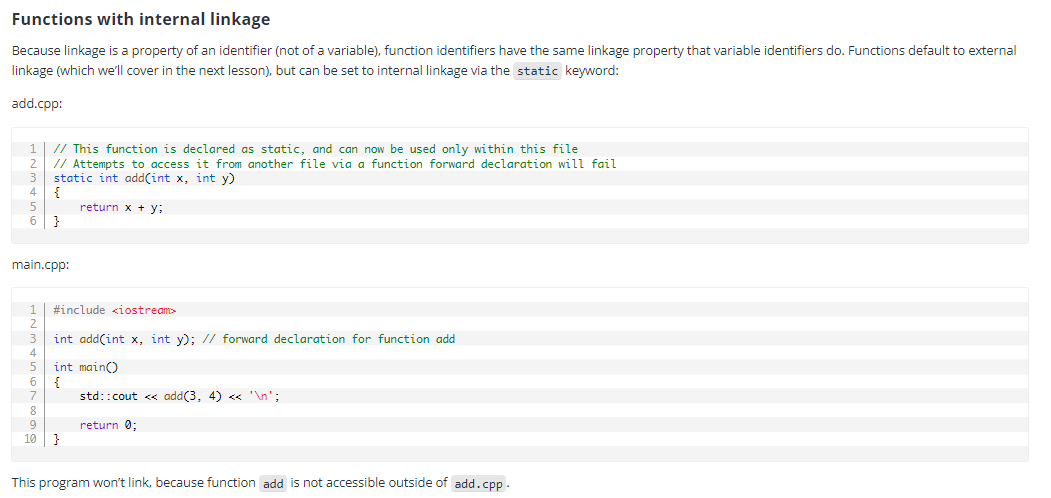 Functions with internal linkage
Because linkage is a property of an identifier (not of a variable), function identifiers have the same linkage property that variable identifiers do. Functions default to external
linkage (which we'll cover in the next lesson), but can be set to internal linkage via the static keyword:
add.cpp:
1 // This function is declared as static, and can now be used only within this file
2 // Attempts to access it from another file via a function forward declaration will fail
3 static int add(int x, int y)
4 {
5     return x + y;
6 }
main.cpp:
1 #include <iostream>
2
3 int add(int x, int y); // forward declaration for function add
4
5 int main()
6 {
7     std::cout << add(3, 4) << '\n';
8
9     return 0;
10 }
This program won't link, because function add is not accessible outside of add.cpp.